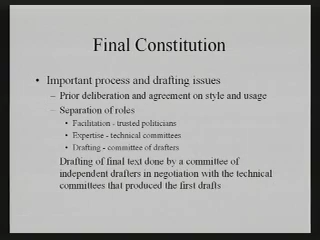 Final Constitution
• Important process and drafting issues
– Prior deliberation and agreement on style and usage
– Separation of roles
• Facilitation - trusted politicians
• Expertise - technical committees
• Drafting - committee of drafters
Drafting of final text done by a committee of
independent drafters in negotiation with the technical
committees that produced the first drafts